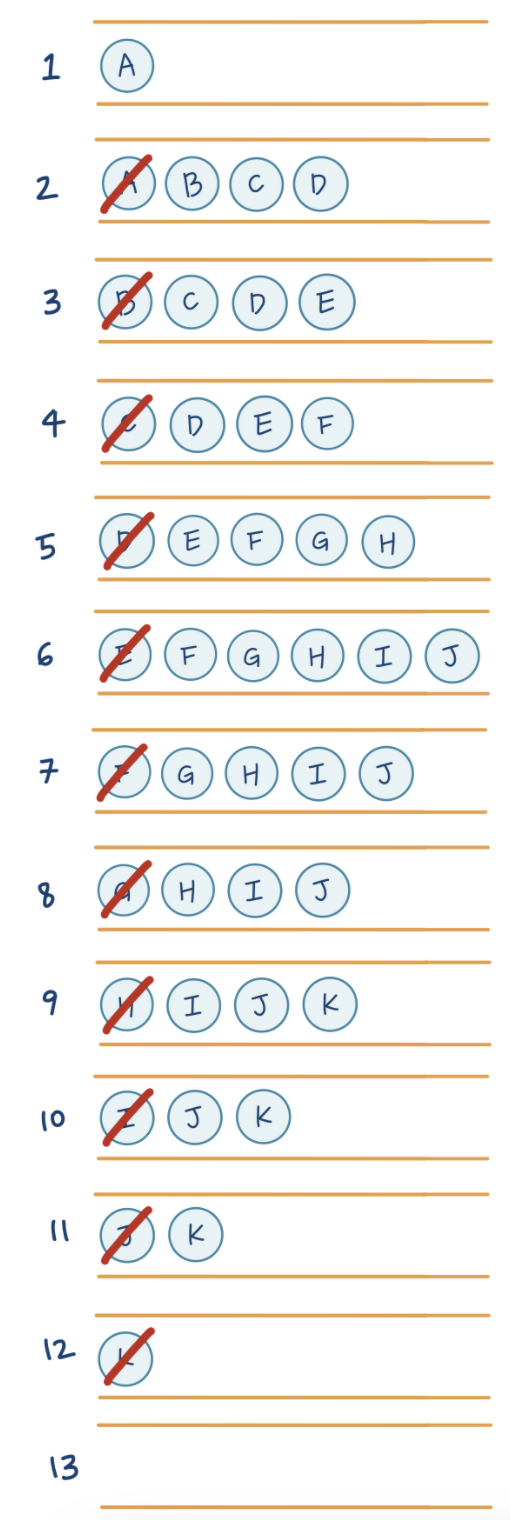 1 A
2 A B C D
3 B C D E
4 C D E F
5 D E F G H
6 E F G H I J
7 F G H I J
8 G H I J
9 H I J K
10 I J K
11 J K
12 K
13